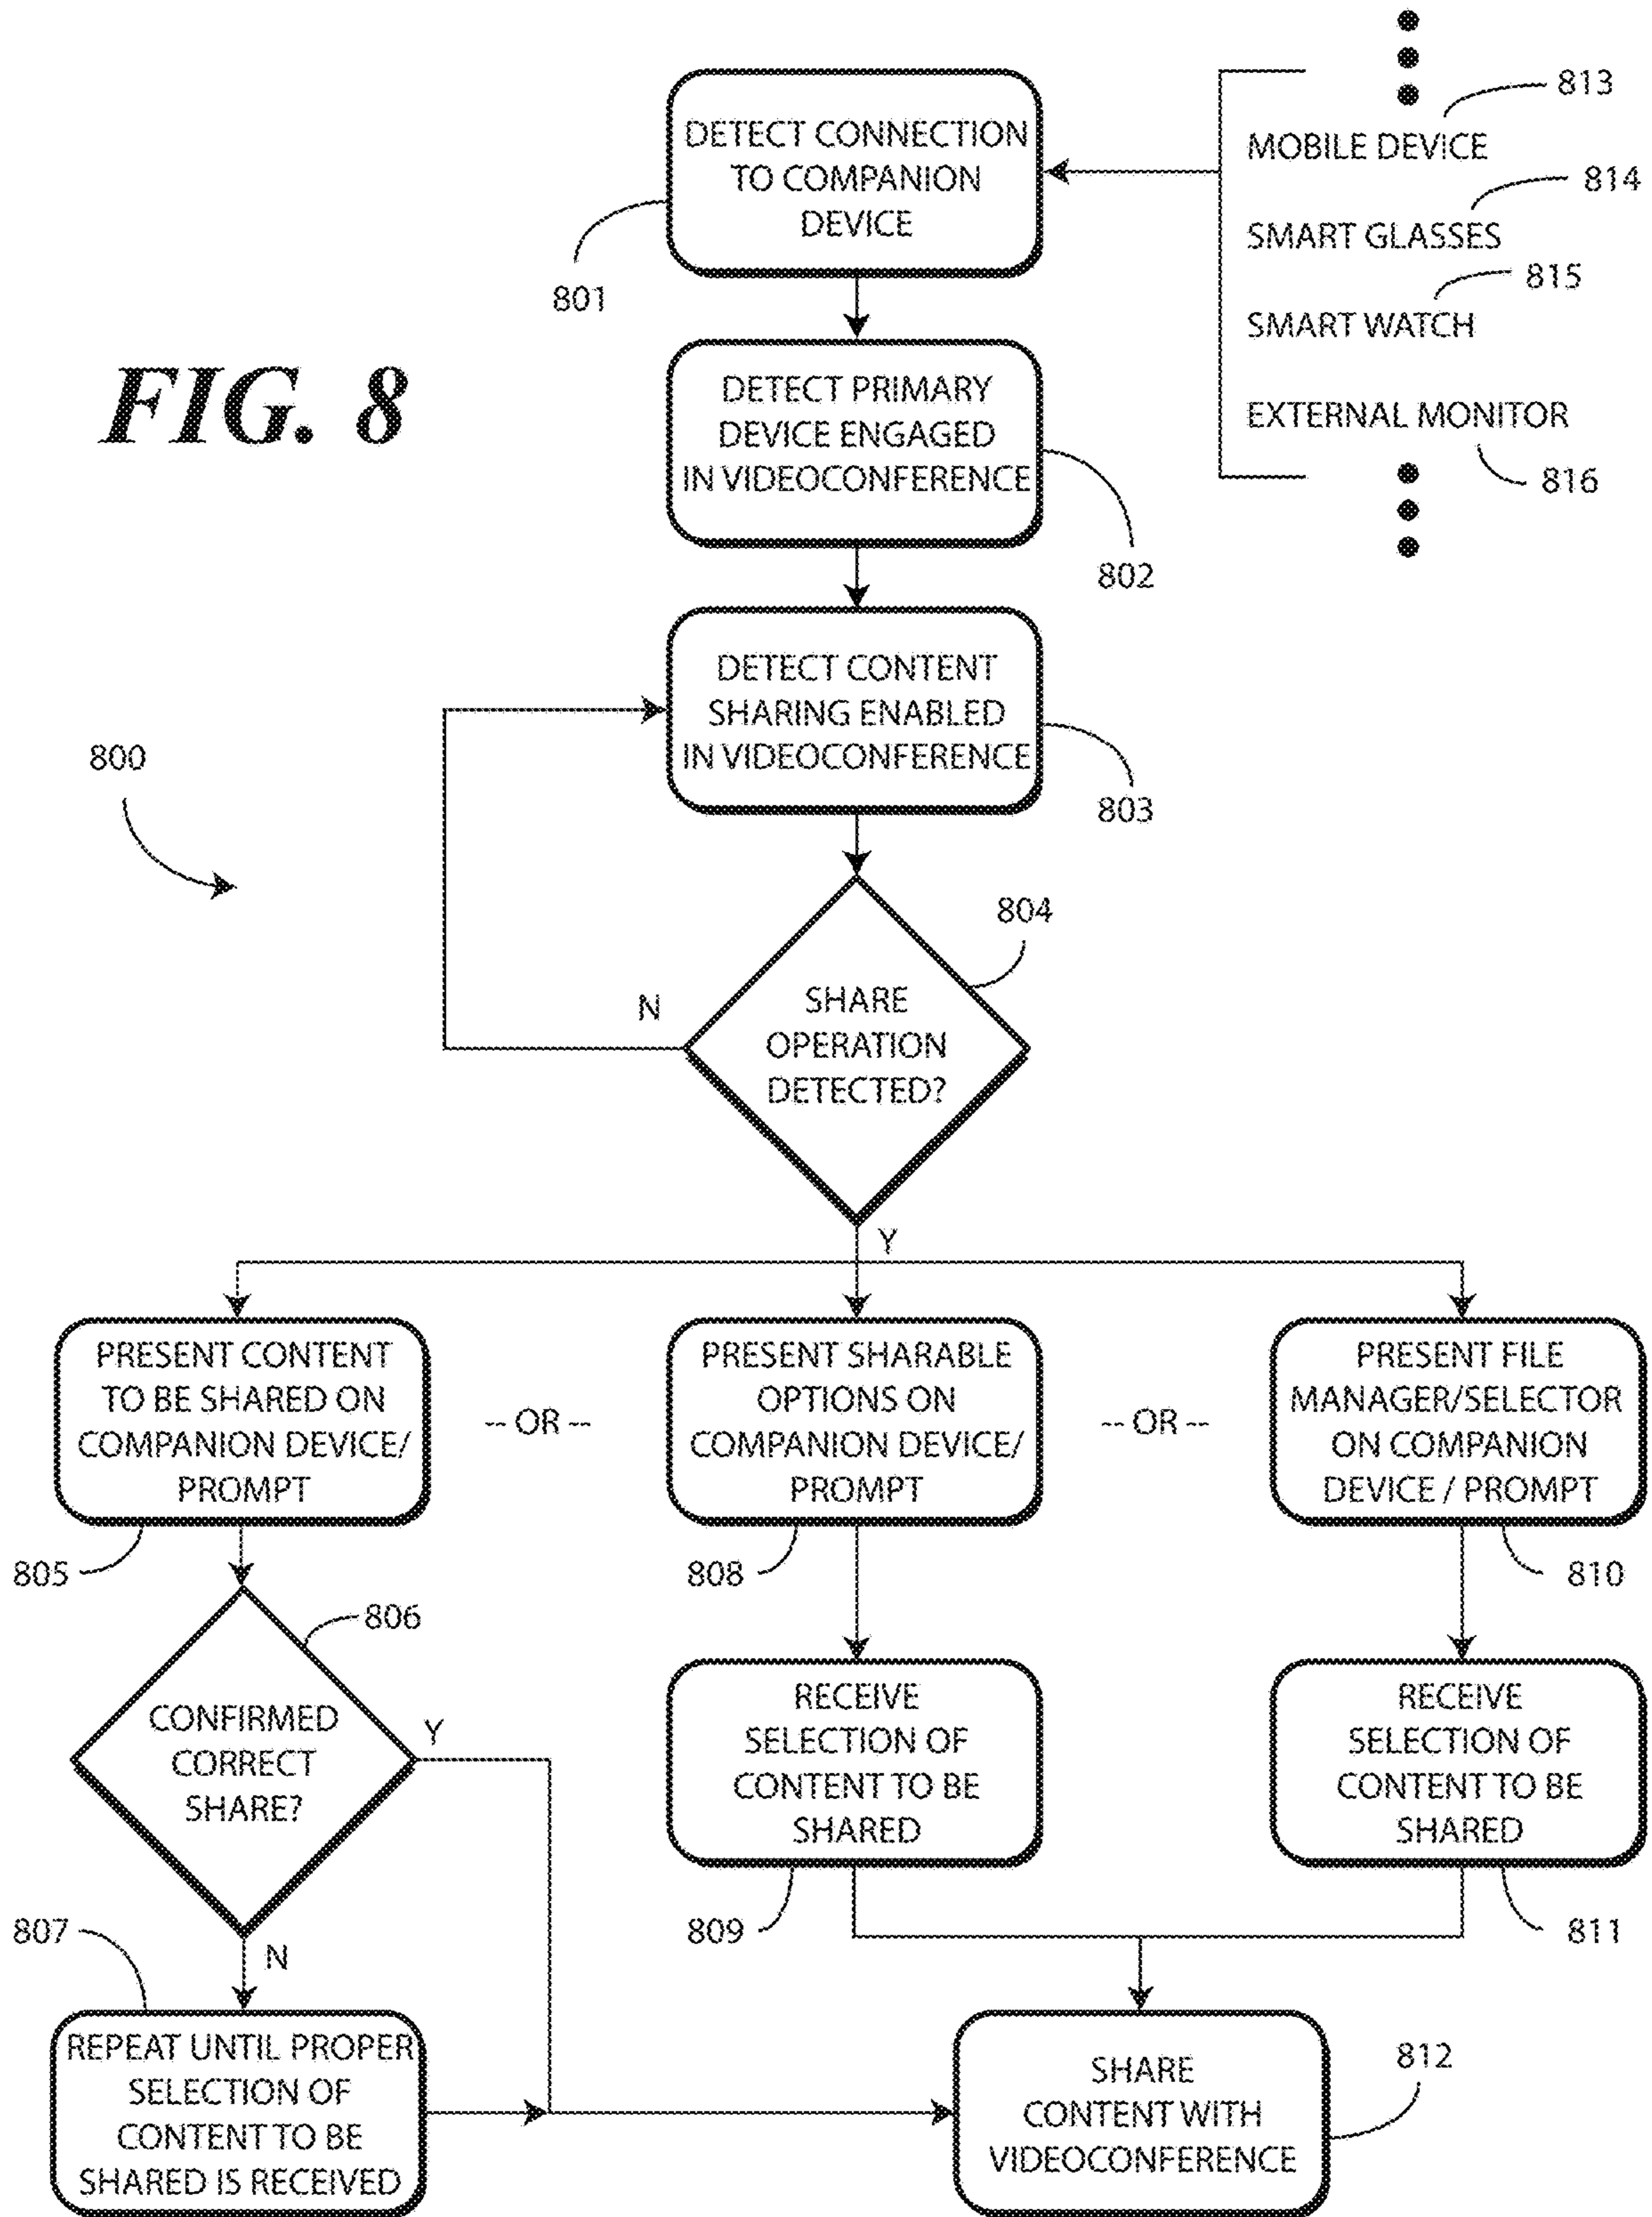 813
DETECT CONNECTION
TO COMPANION
DEVICE
MOBILE DEVICE
814
SMART GLASSES
815
801
SMART WATCH
FIG. 8
DETECT PRIMARY
DEVICE ENGAGED
IN VIDEOCONFERENCE
EXTERNAL MONITOR
816
802
DETECT CONTENT
SHARING ENABLED
IN VIDEOCONFERENCE
800
803
804
N
SHARE
OPERATION
DETECTED?
Y
PRESENT CONTENT
TO BE SHARED ON
COMPANION DEVICE/
PROMPT
-- OR --
PRESENT SHARABLE
OPTIONS ON
COMPANION DEVICE/
PROMPT
-- OR --
PRESENT FILE
MANAGER/SELECTOR
ON COMPANION
DEVICE / PROMPT
805
808
810
806
CONFIRMED
CORRECT
SHARE?
Y
RECEIVE
SELECTION OF
CONTENT TO BE
SHARED
RECEIVE
SELECTION OF
CONTENT TO BE
SHARED
807
N
809
811
REPEAT UNTIL PROPER
SELECTION OF
CONTENT TO BE
SHARED IS RECEIVED
SHARE
CONTENT WITH
VIDEOCONFERENCE
812